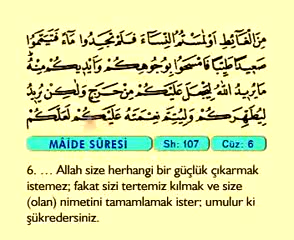 مِنَ الْغَائِطِ اَوْ لٰمَسْتُمُ النِّسَاءَ فَلَمْ تَجِدُوا مَاءً فَتَيَمَّمُوا
صَعِيدًا طَيِّبًا فَامْسَحُوا بِوُجُوهِكُمْ وَاَيْدِيكُمْ مِنْهُ
مَا يُرِيدُ اللّٰهُ لِيَجْعَلَ عَلَيْكُمْ مِنْ حَرَجٍ وَلٰكِنْ يُرِيدُ
لِيُطَهِّرَكُمْ وَلِيُتِمَّ نِعْمَتَهُ عَلَيْكُمْ لَعَلَّكُمْ
MÂİDE SÛRESİ Sh: 107 Cüz: 6
6. ... Allah size herhangi bir güçlük çıkarmak
istemez; fakat sizi tertemiz kılmak ve size
(olan) nimetini tamamlamak ister; umulur ki
şükredersiniz.